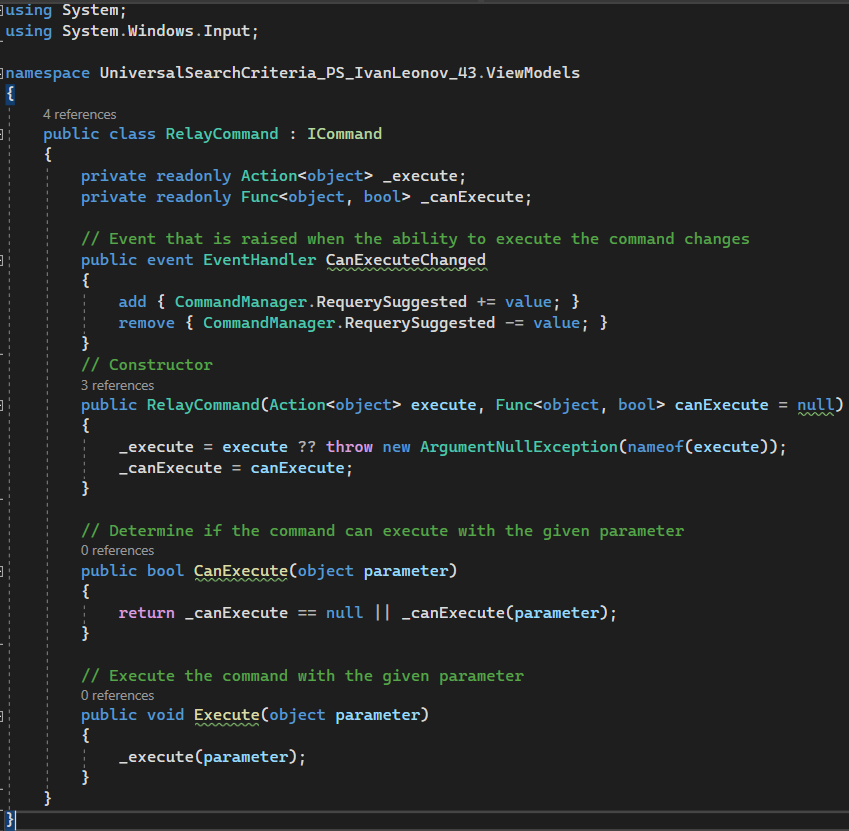 using System;
using System.Windows.Input;
namespace UniversalSearchCriteria_PS_IvanLeonov_43.ViewModels
{
4 references
public class RelayCommand : ICommand
{
private readonly Action<object> _execute;
private readonly Func<object, bool> _canExecute;
// Event that is raised when the ability to execute the command changes
public event EventHandler CanExecuteChanged
{
add { CommandManager.RequerySuggested += value; }
remove { CommandManager.RequerySuggested -= value; }
}
// Constructor
3 references
public RelayCommand(Action<object> execute, Func<object, bool> canExecute = null)
{
_execute = execute ?? throw new ArgumentNullException(nameof(execute));
_canExecute = canExecute;
}
// Determine if the command can execute with the given parameter
0 references
public bool CanExecute(object parameter)
{
return _canExecute == null || _canExecute(parameter);
}
// Execute the command with the given parameter
0 references
public void Execute(object parameter)
{
_execute(parameter);
}
}
}